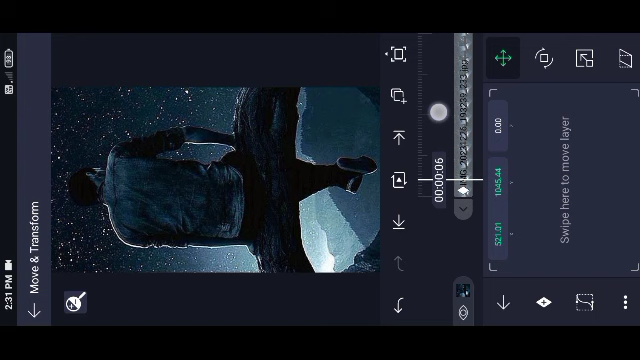 2:31 PM
Move & Transform
00:00:06
521.01
1045.44
0.00
Swipe here to move layer